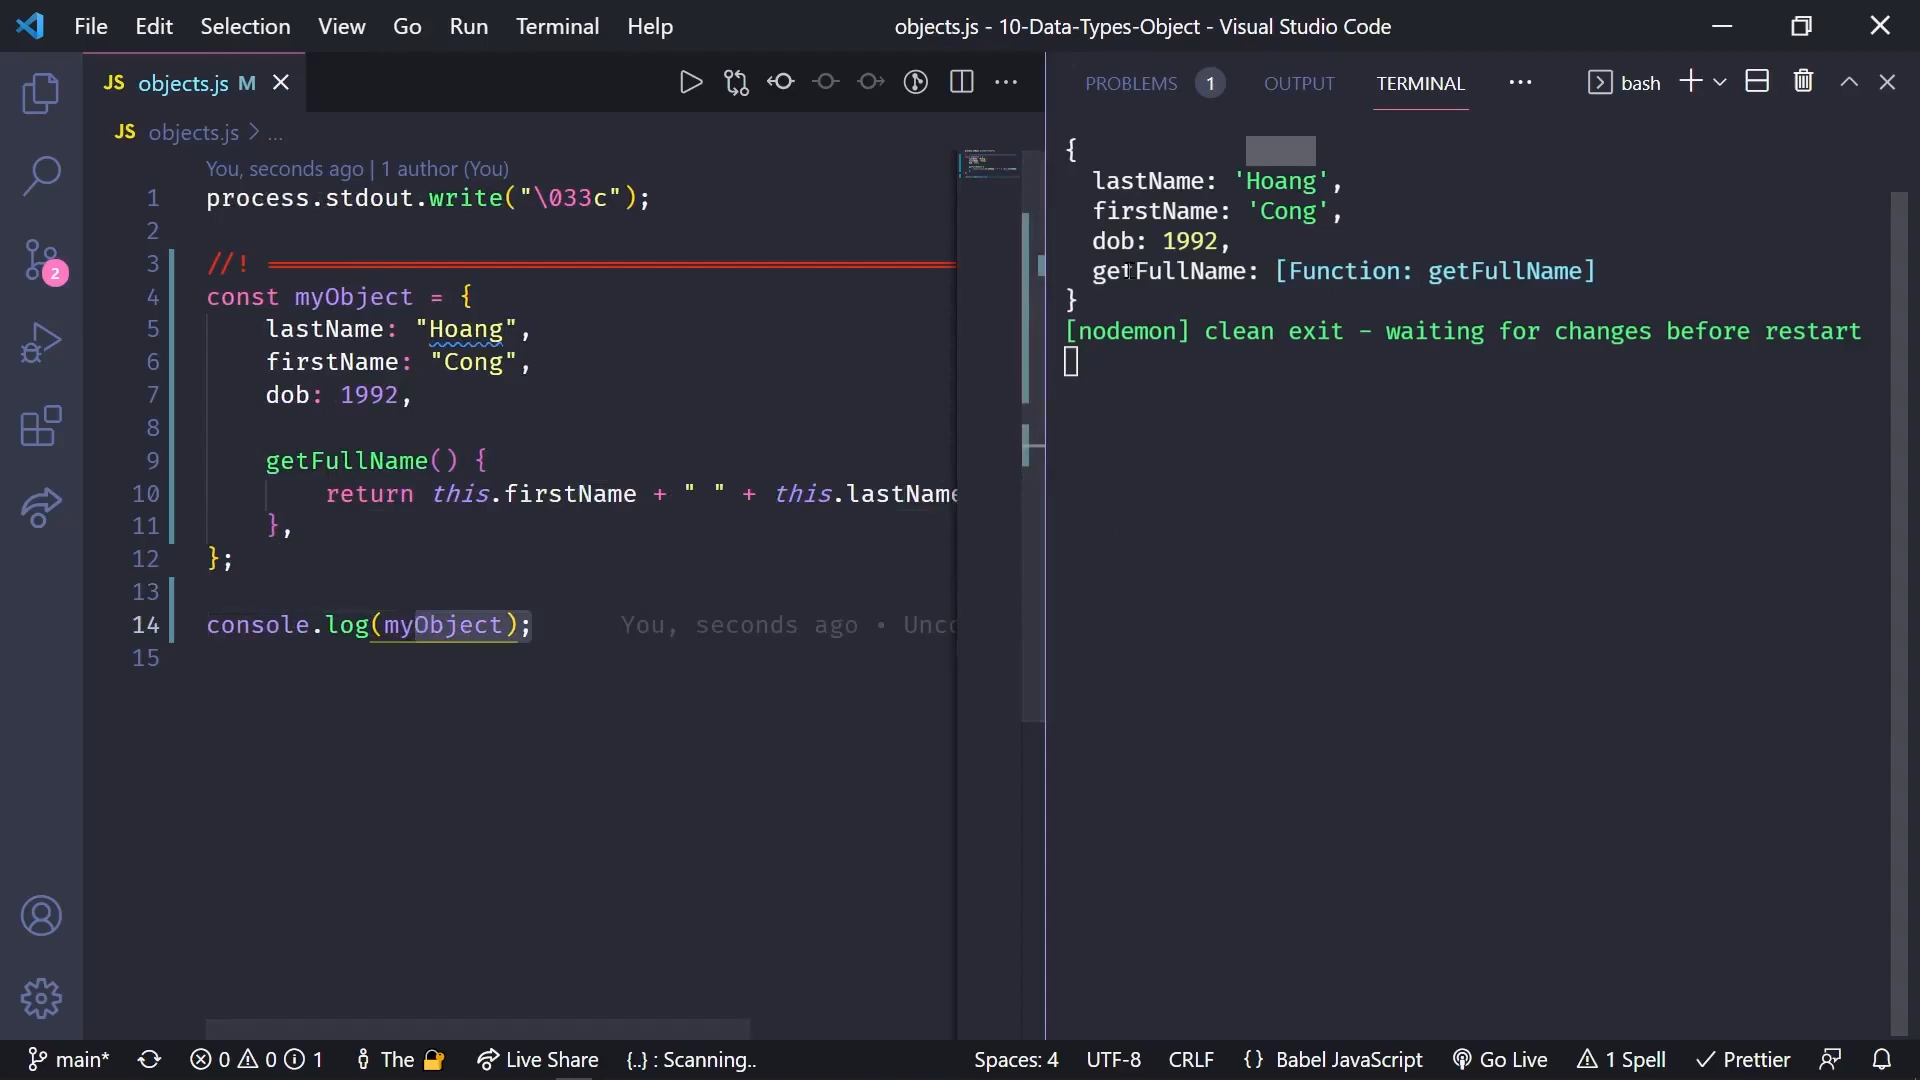 File Edit Selection View Go Run Terminal Help
objects.js - 10-Data-Types-Object - Visual Studio Code
JS objects.js M
JS objects.js > ...
You, seconds ago | 1 author (You)
1 process.stdout.write("\033c");
2
3 //! ═══════════════════════
4 const myObject = {
5 lastName: "Hoang",
6 firstName: "Cong",
7 dob: 1992,
8
9 getFullName() {
10 return this.firstName + " " + this.lastName
11 },
12 };
13
14 console.log(myObject); You, seconds ago • Unco
15
PROBLEMS 1 OUTPUT TERMINAL ... bash
{
lastName: 'Hoang',
firstName: 'Cong',
dob: 1992,
getFullName: [Function: getFullName]
}
[nodemon] clean exit - waiting for changes before restart
2
main* 0 0 1 The Live Share {..} : Scanning.. Spaces: 4 UTF-8 CRLF {} Babel JavaScript Go Live 1 Spell Prettier